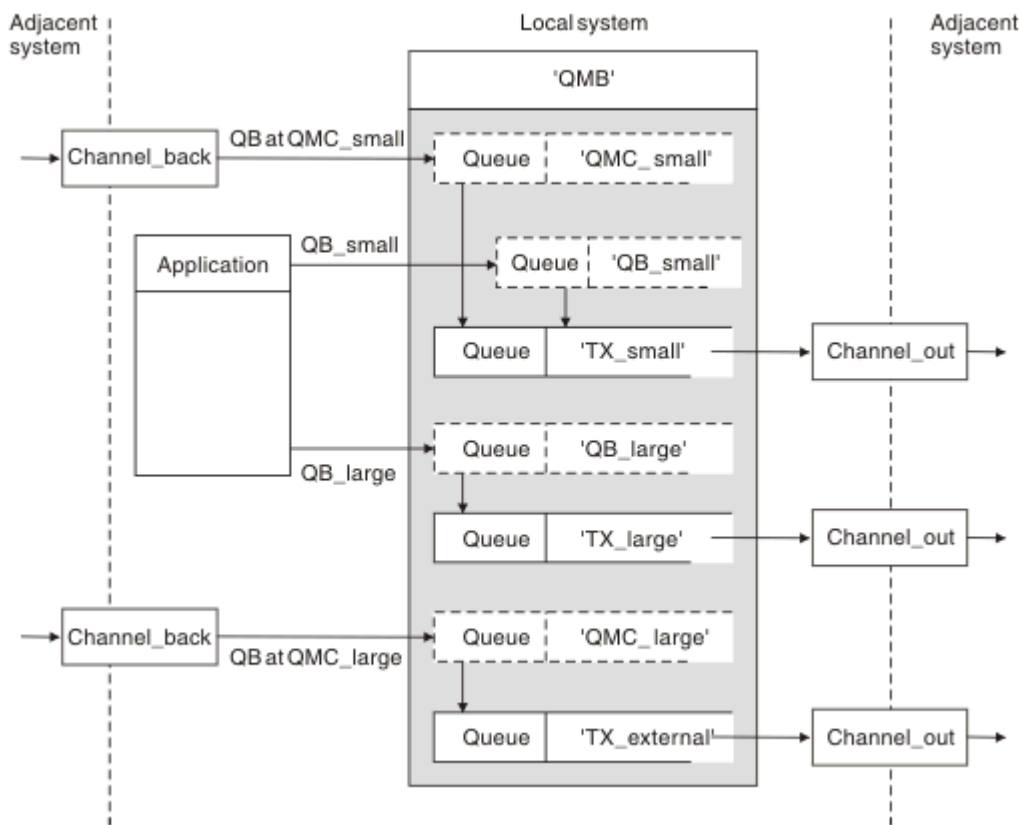 Adjacent
system
Local system
Adjacent
system
'QMB'
QB at QMC_small
Channel_back
Queue
'QMC_small'
QB_small
Application
Queue
'QB_small'
Queue
'TX_small'
Channel_out
Queue
'QB_large'
QB_large
Queue
'TX_large'
Channel_out
Channel_back
Queue
'QMC_large'
QB at QMC_large
Queue
'TX_external'
Channel_out